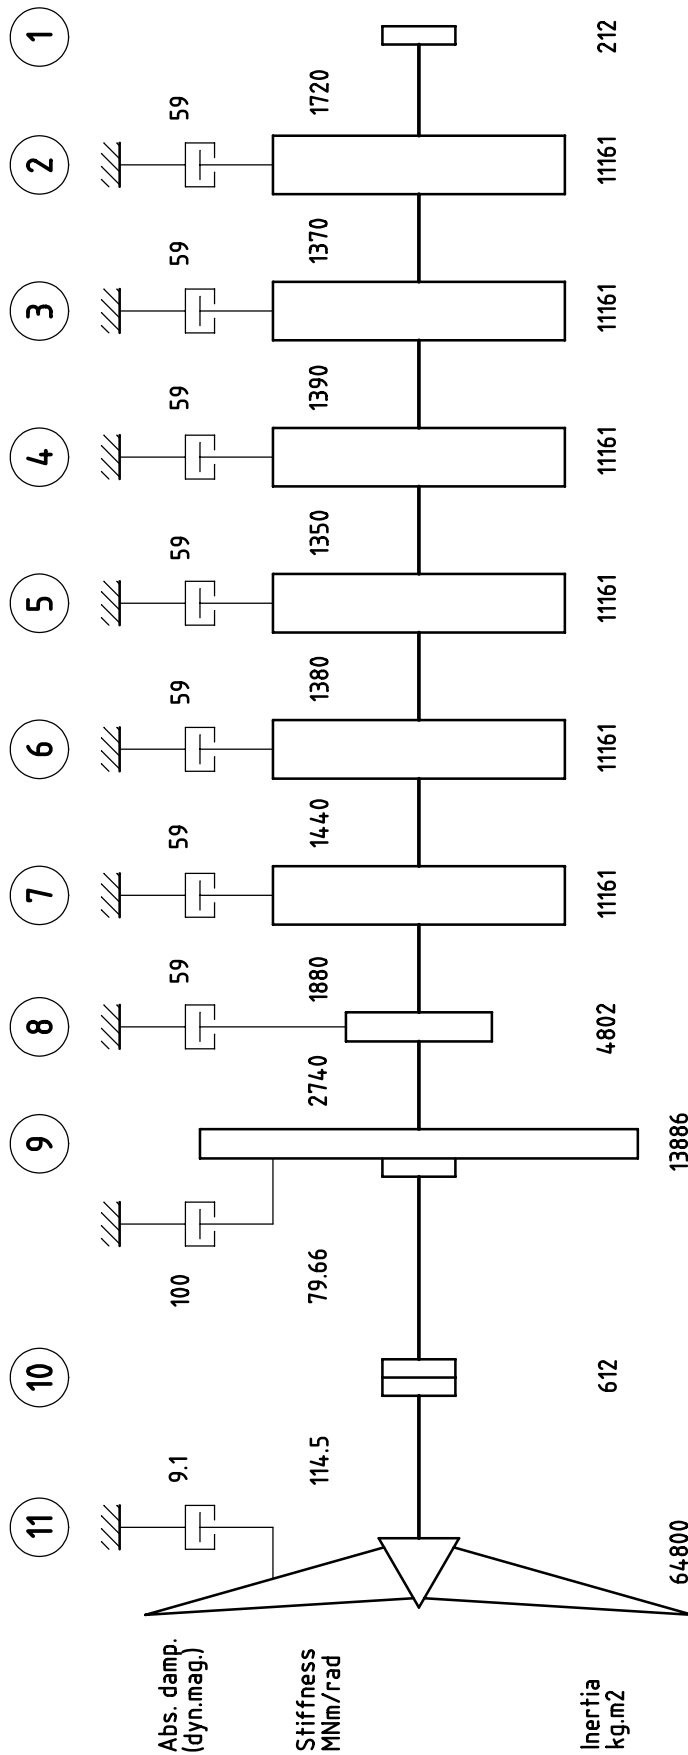 11 10 9 8 7 6 5 4 3 2 1
Abs. damp. 9.1 100 59 59 59 59 59 59 59
(dyn.mag.)
Stiffness 114.5 79.66 2740 1880 1440 1380 1350 1390 1370 1720
MNm/rad
Inertia 612 4802 11161 11161 11161 11161 11161 11161 212
kg.m2
64800 13886